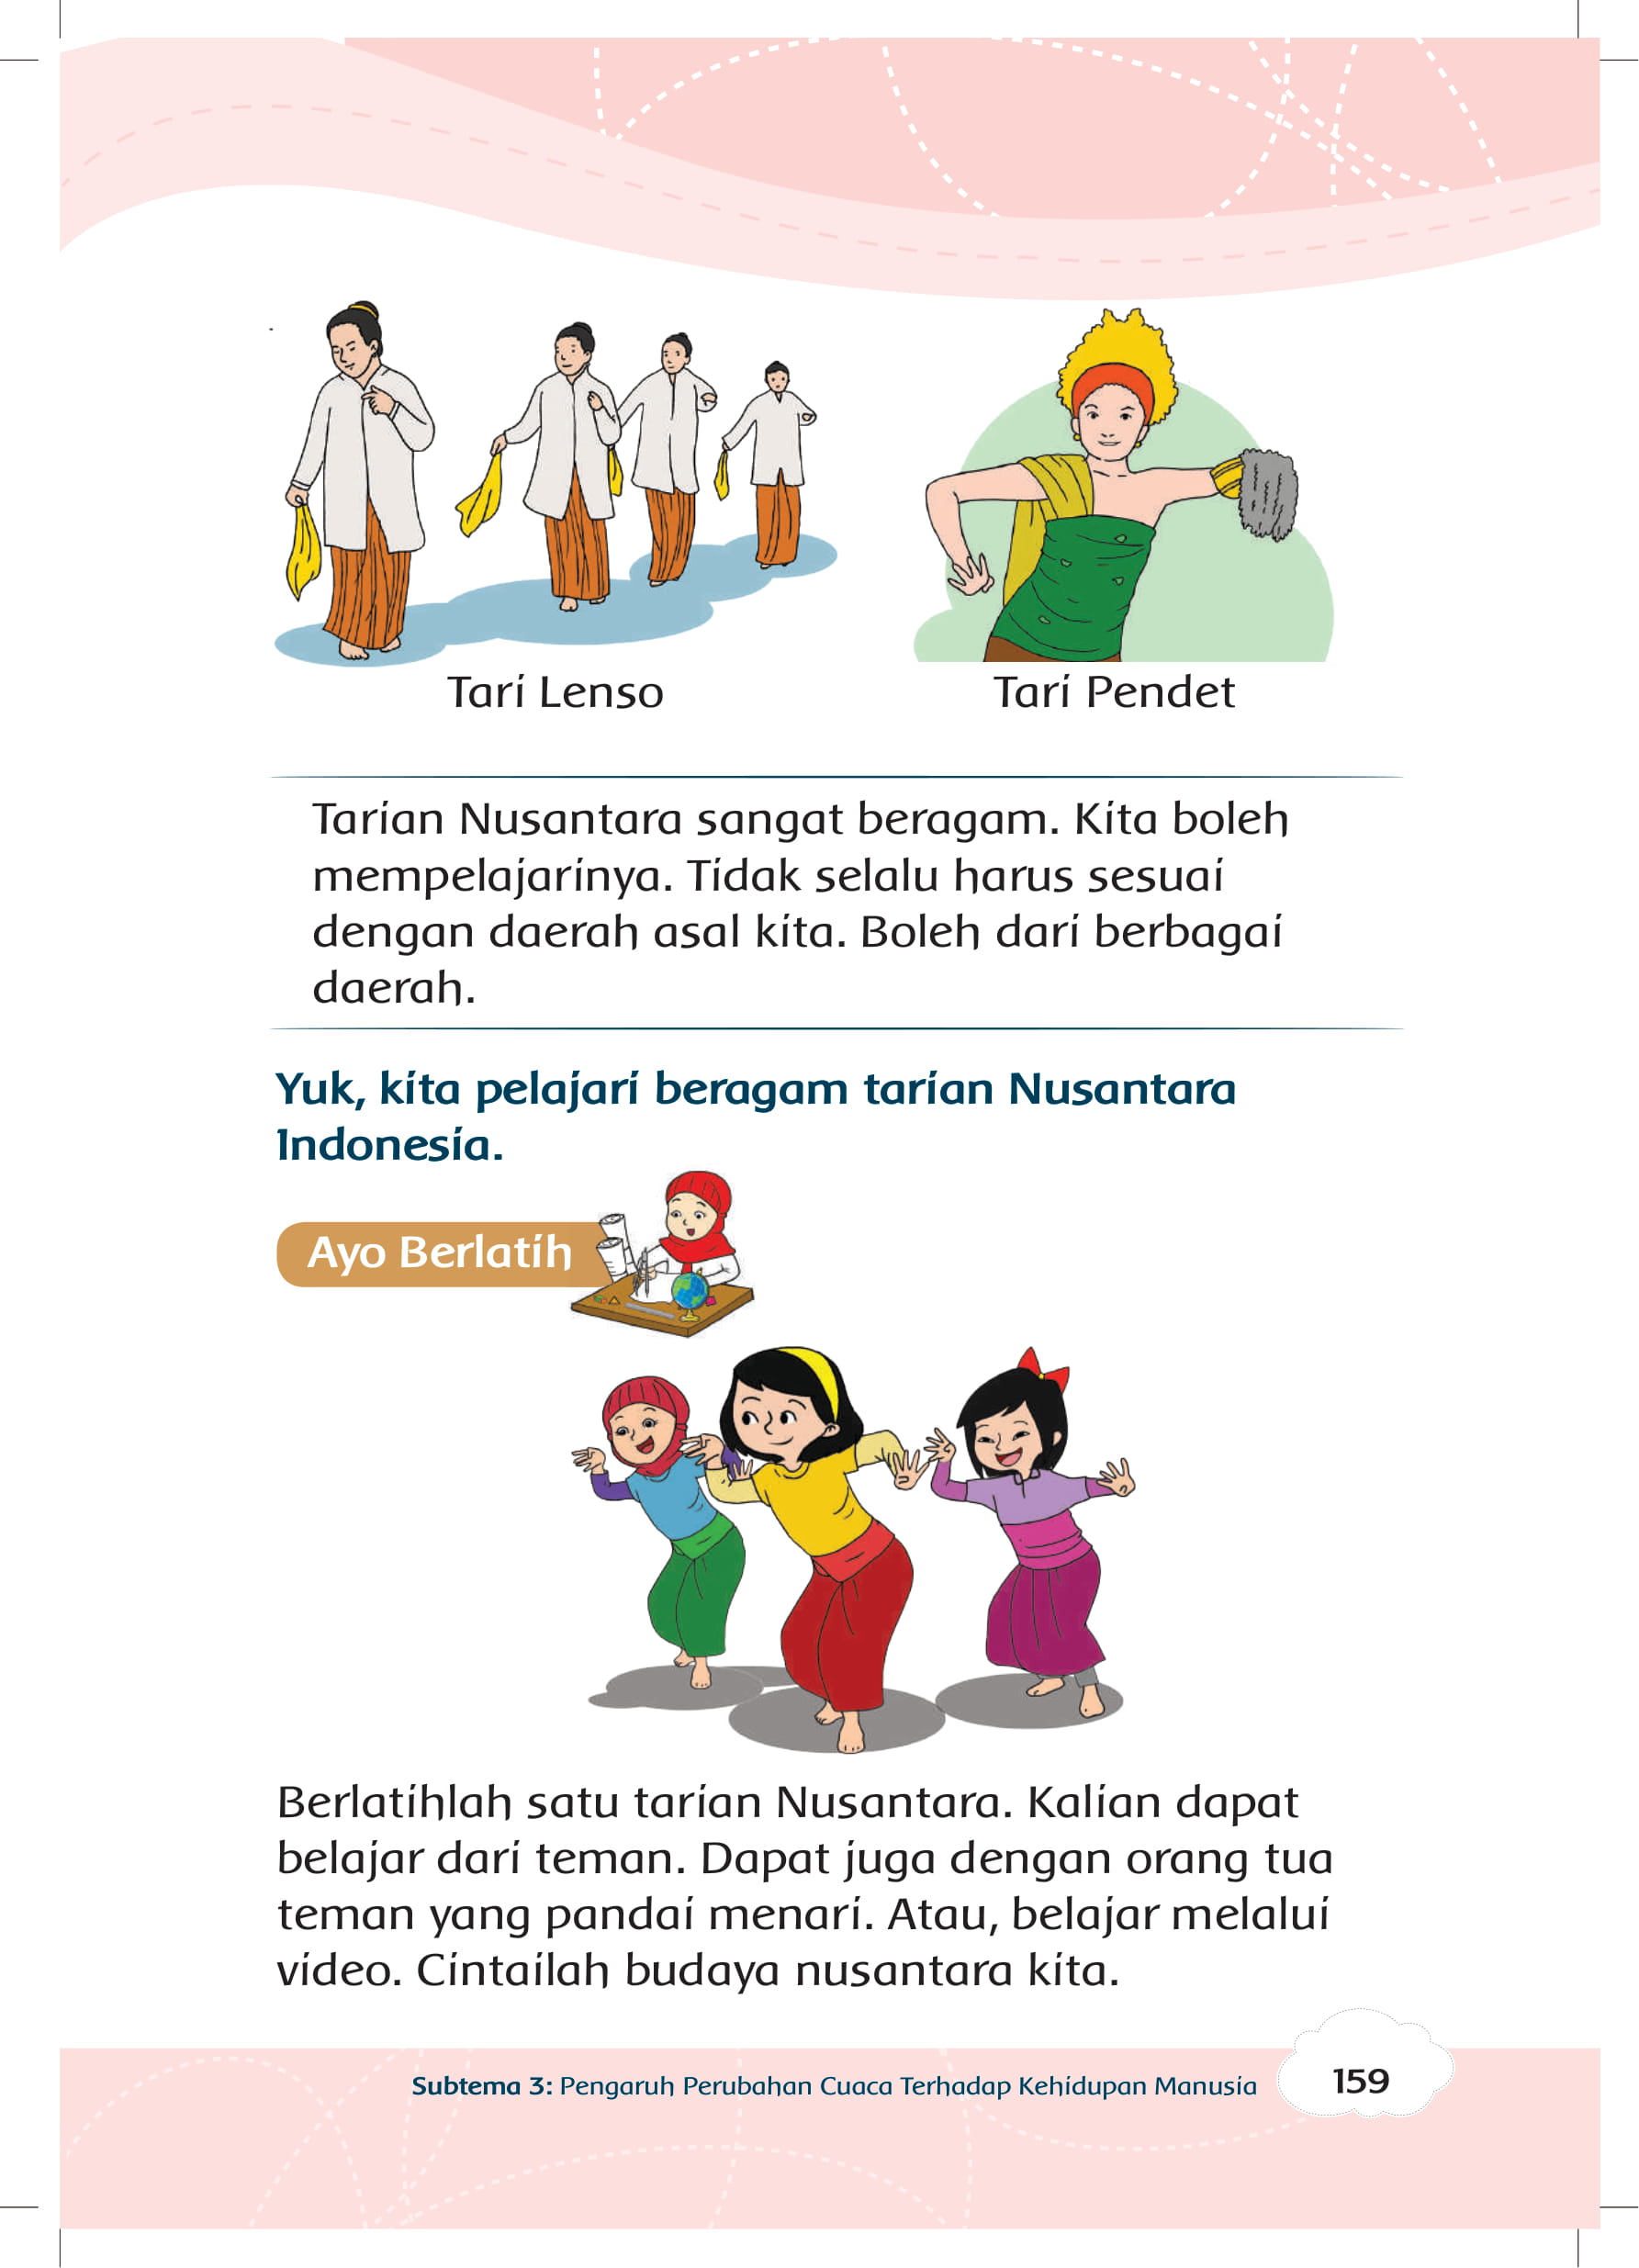 Tari Lenso
Tari Pendet
Tarian Nusantara sangat beragam. Kita boleh
mempelajarinya. Tidak selalu harus sesuai
dengan daerah asal kita. Boleh dari berbagai
daerah.
Yuk, kita pelajari beragam tarian Nusantara
Indonesia.
Ayo Berlatih
Berlatihlah satu tarian Nusantara. Kalian dapat
belajar dari teman. Dapat juga dengan orang tua
teman yang pandai menari. Atau, belajar melalui
video. Cintailah budaya nusantara kita.
Subtema 3: Pengaruh Perubahan Cuaca Terhadap Kehidupan Manusia
159